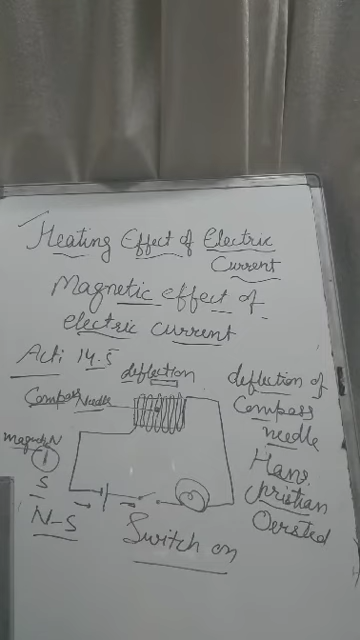 Heating Effect of Electric
Current
Magnetic effect of
electric current
Acti 14.5
deflection
Compass Needle
magnetic N
S
N-S
Switch on
deflection of
Compass
needle
Hans
Christian
Oersted